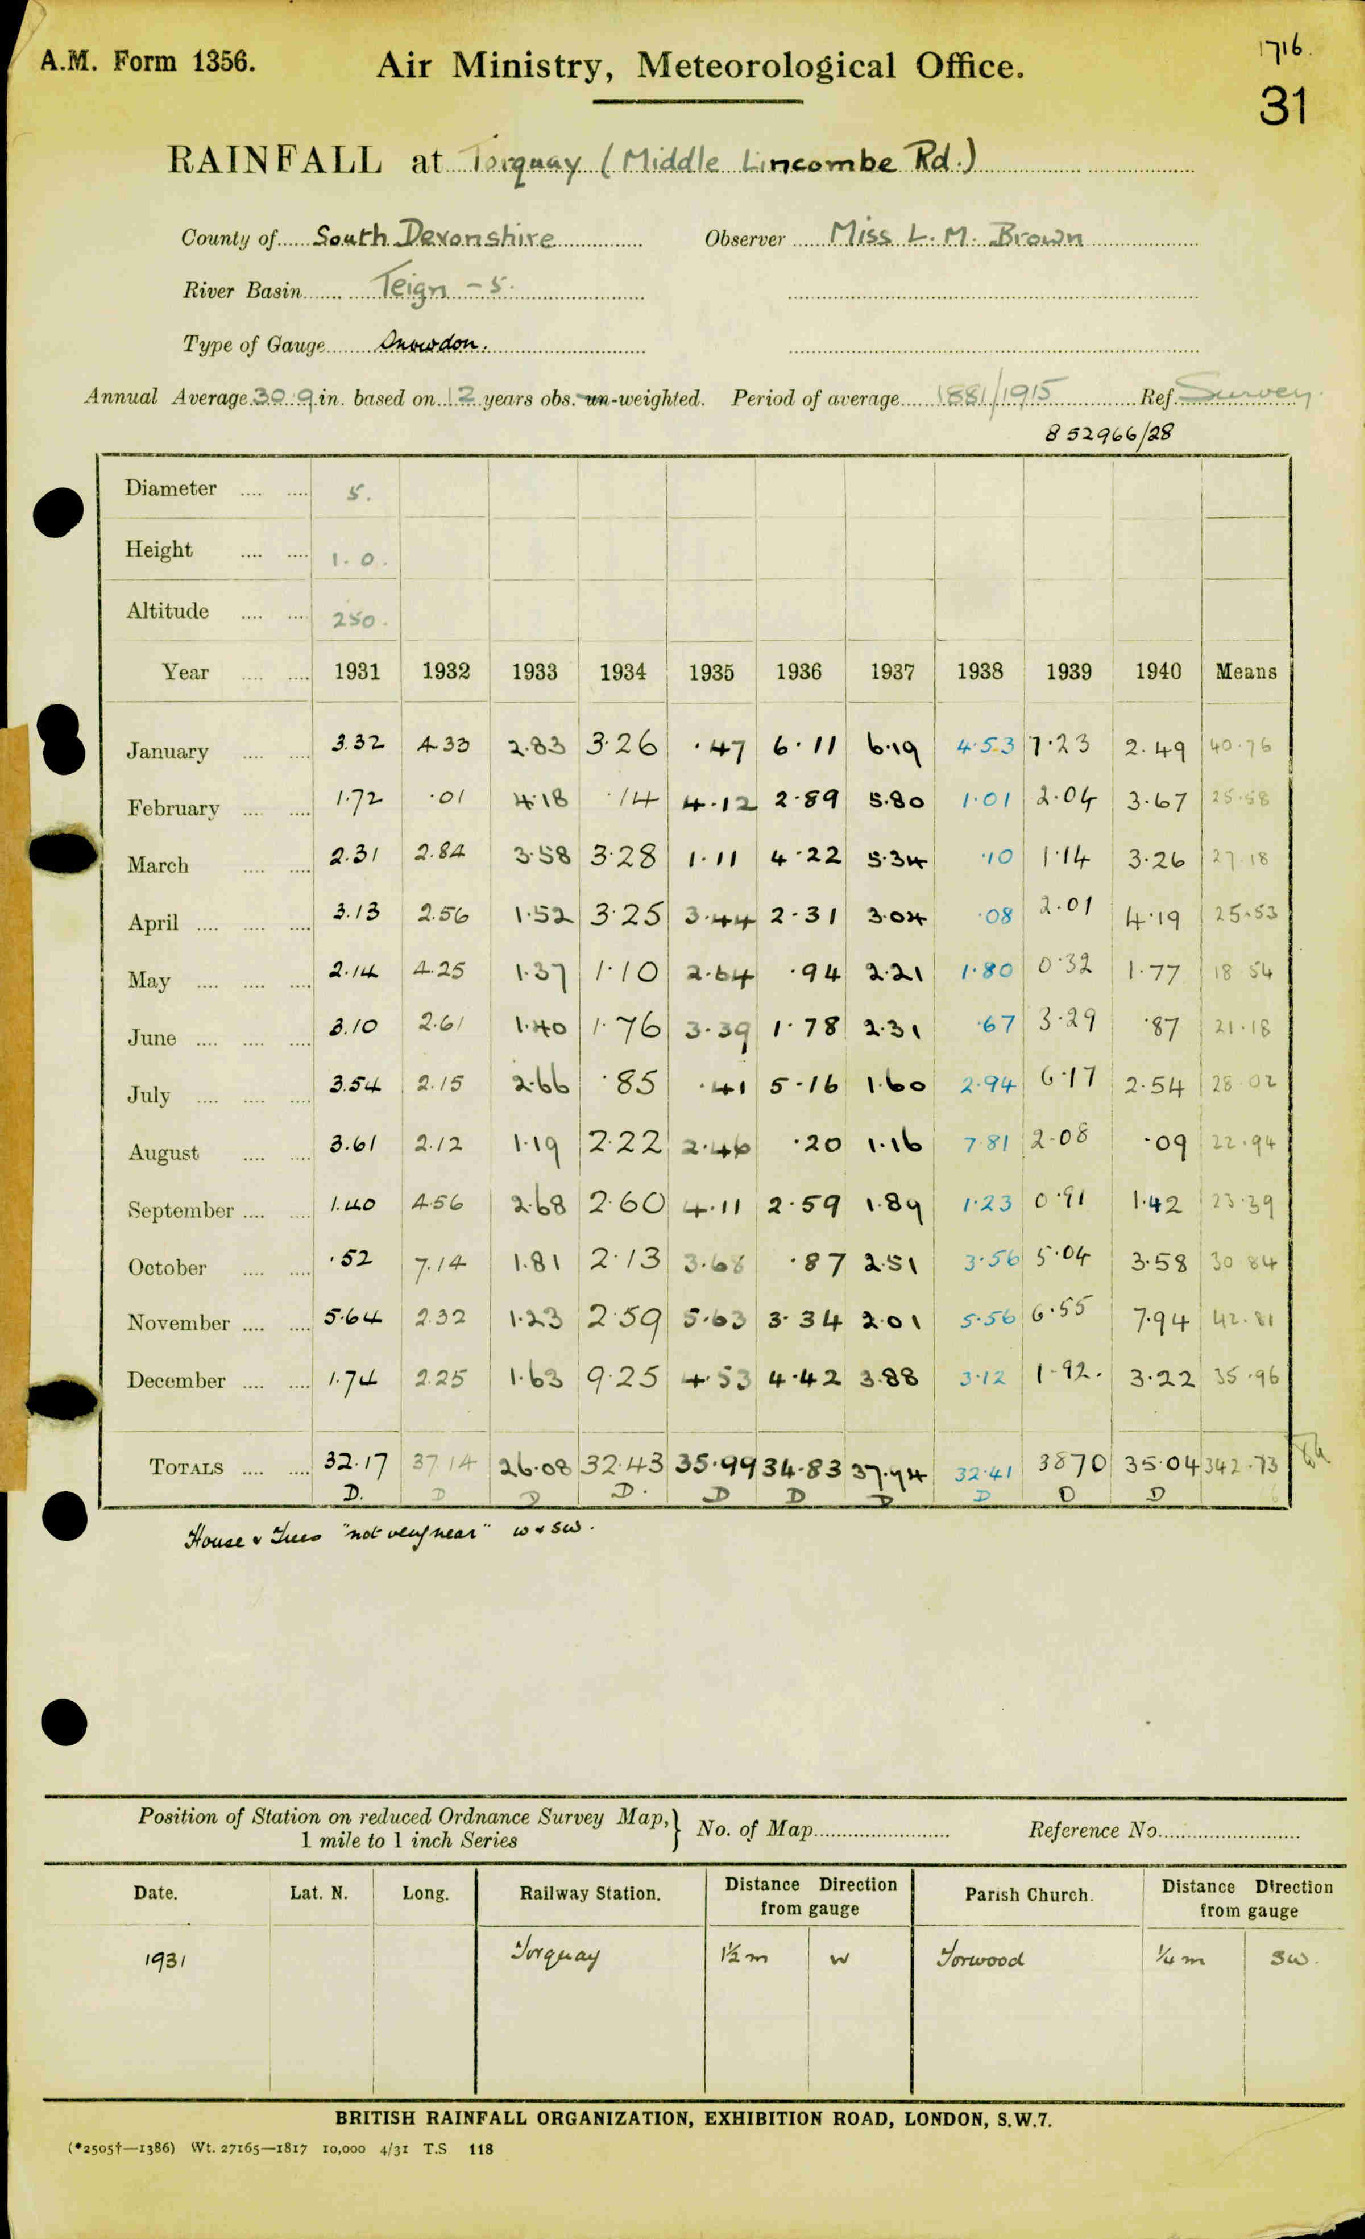 1716.
A.M. Form 1356. Air Ministry, Meteorological Office.
31
RAINFALL at Torquay (Middle Lincombe Rd.)
County of South Devonshire Observer Miss L. M. Brown
River Basin Teign - 5.
Type of Gauge Snowdon.
Annual Average 30.9 in. based on 12 years obs. un-weighted. Period of average 1881/1915 Ref. Survey
852966/28
Diameter 5.
Height 1. 0.
Altitude 250.
Year 1931 1932 1933 1934 1935 1936 1937 1938 1939 1940 Means
January 3.32 4.33 2.83 3.26 .47 6.11 6.19 4.53 7.23 2.49 40.76
February 1.72 .01 4.18 .14 4.12 2.89 5.80 1.01 2.04 3.67 25.58
March 2.31 2.84 3.58 3.28 1.11 4.22 5.34 .10 1.14 3.26 27.18
April 3.13 2.56 1.52 3.25 3.44 2.31 3.04 .08 2.01 4.19 25.53
May 2.14 4.25 1.37 1.10 2.64 .94 2.21 1.80 0.32 1.77 18 54
June 3.10 2.61 1.40 1.76 3.39 1.78 2.31 .67 3.29 .87 21.18
July 3.54 2.15 2.66 .85 .41 5.16 1.60 2.94 6.17 2.54 28 02
August 3.61 2.12 1.19 2.22 2.46 .20 1.16 7.81 2.08 .09 22.94
September 1.40 4.56 2.68 2.60 4.11 2.59 1.89 1.23 0.91 1.42 23.39
October .52 7.14 1.81 2.13 3.68 .87 2.51 3.56 5.04 3.58 30 84
November 5.64 2.32 1.23 2.59 5.63 3.34 2.01 5.56 6.55 7.94 42.81
December 1.74 2.25 1.63 9.25 4.53 4.42 3.88 3.12 1.92. 3.22 35.96
TOTALS 32.17 37 14 26.08 32.43 35.99 34.83 37.94 32.41 38 70 35.04 342.73
D. D D D. D D D D D D
House & Trees "not very near" W & SW.
Position of Station on reduced Ordnance Survey Map,} No. of Map Reference No.
1 mile to 1 inch Series
Date. Lat. N. Long. Railway Station. Distance Direction from gauge Parish Church. Distance Direction from gauge
1931 Torquay 1½ m W Torwood ¼ m SW.
BRITISH RAINFALL ORGANIZATION, EXHIBITION ROAD, LONDON, S.W.7.
(*2505†—1386) Wt. 27165—1817 10,000 4/31 T.S 118